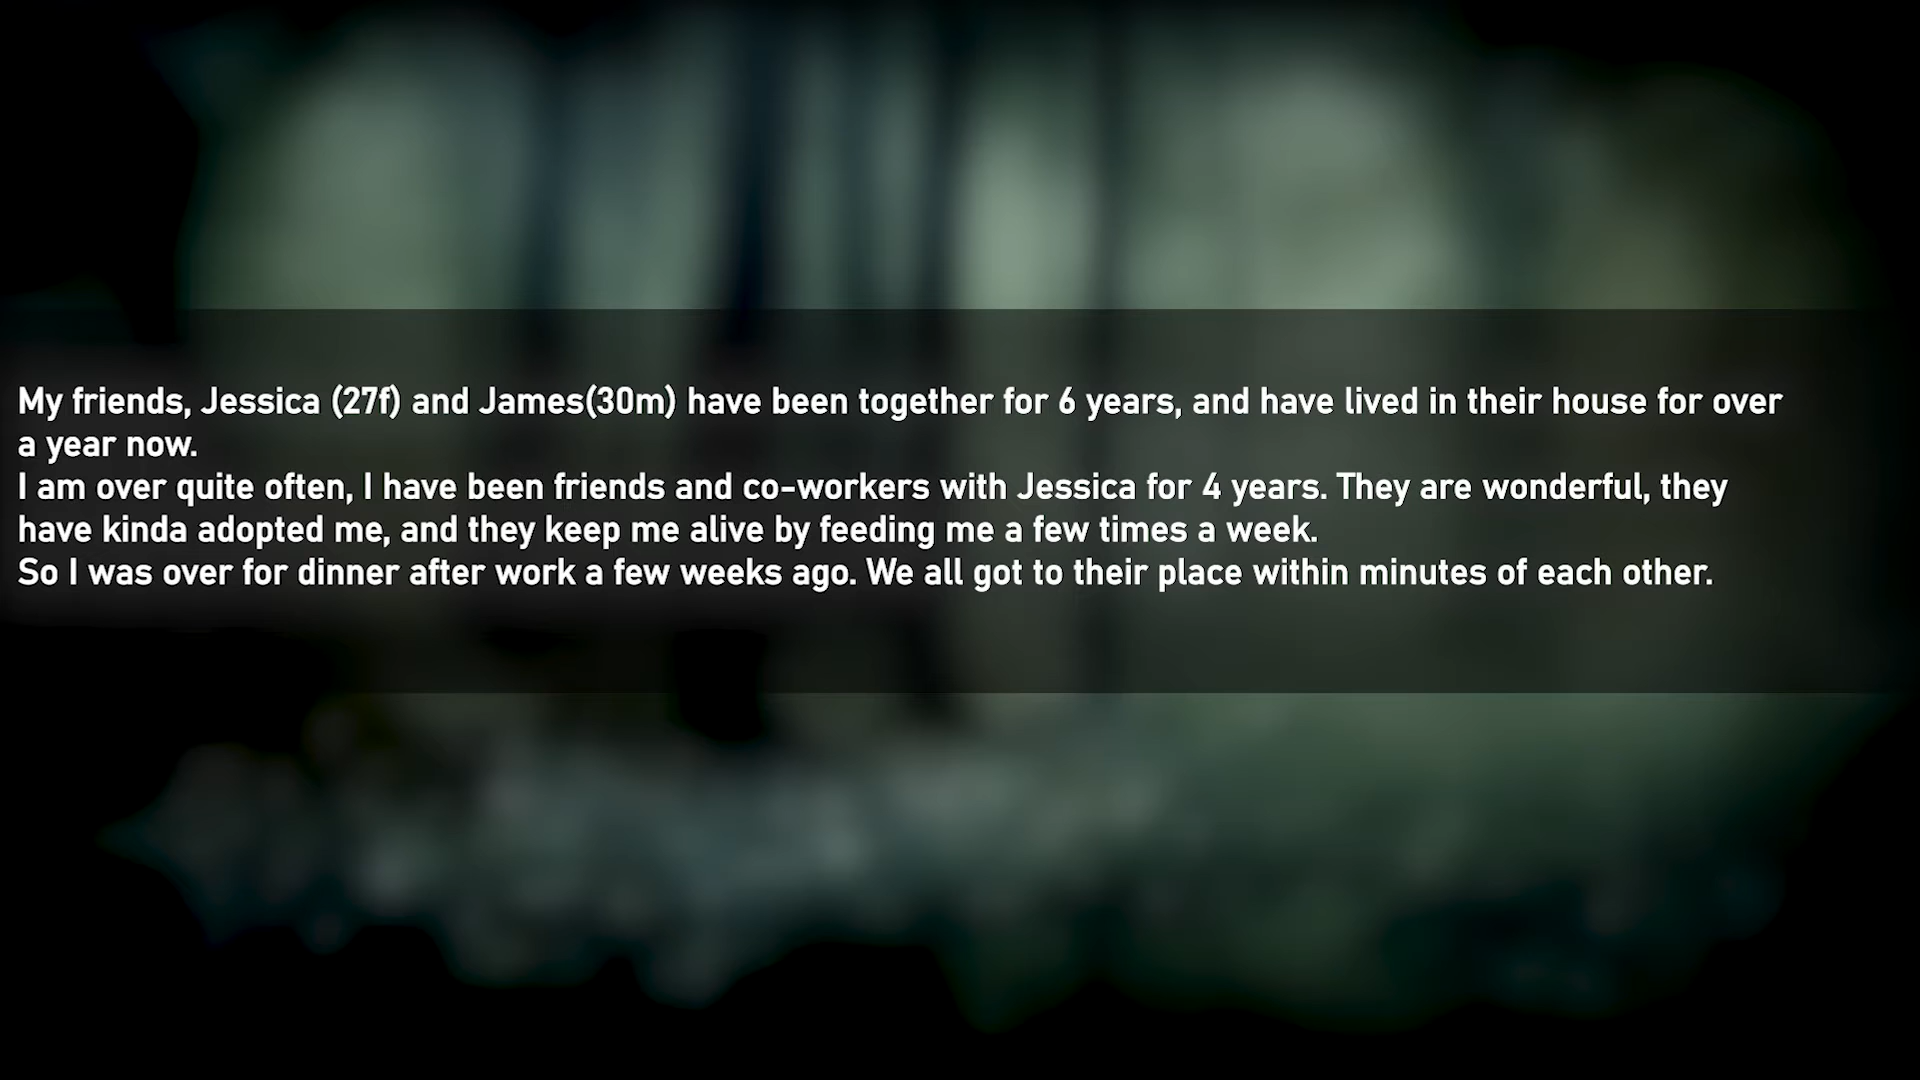 My friends, Jessica (27f) and James(30m) have been together for 6 years, and have lived in their house for over
a year now.
I am over quite often, I have been friends and co-workers with Jessica for 4 years. They are wonderful, they
have kinda adopted me, and they keep me alive by feeding me a few times a week.
So I was over for dinner after work a few weeks ago. We all got to their place within minutes of each other.